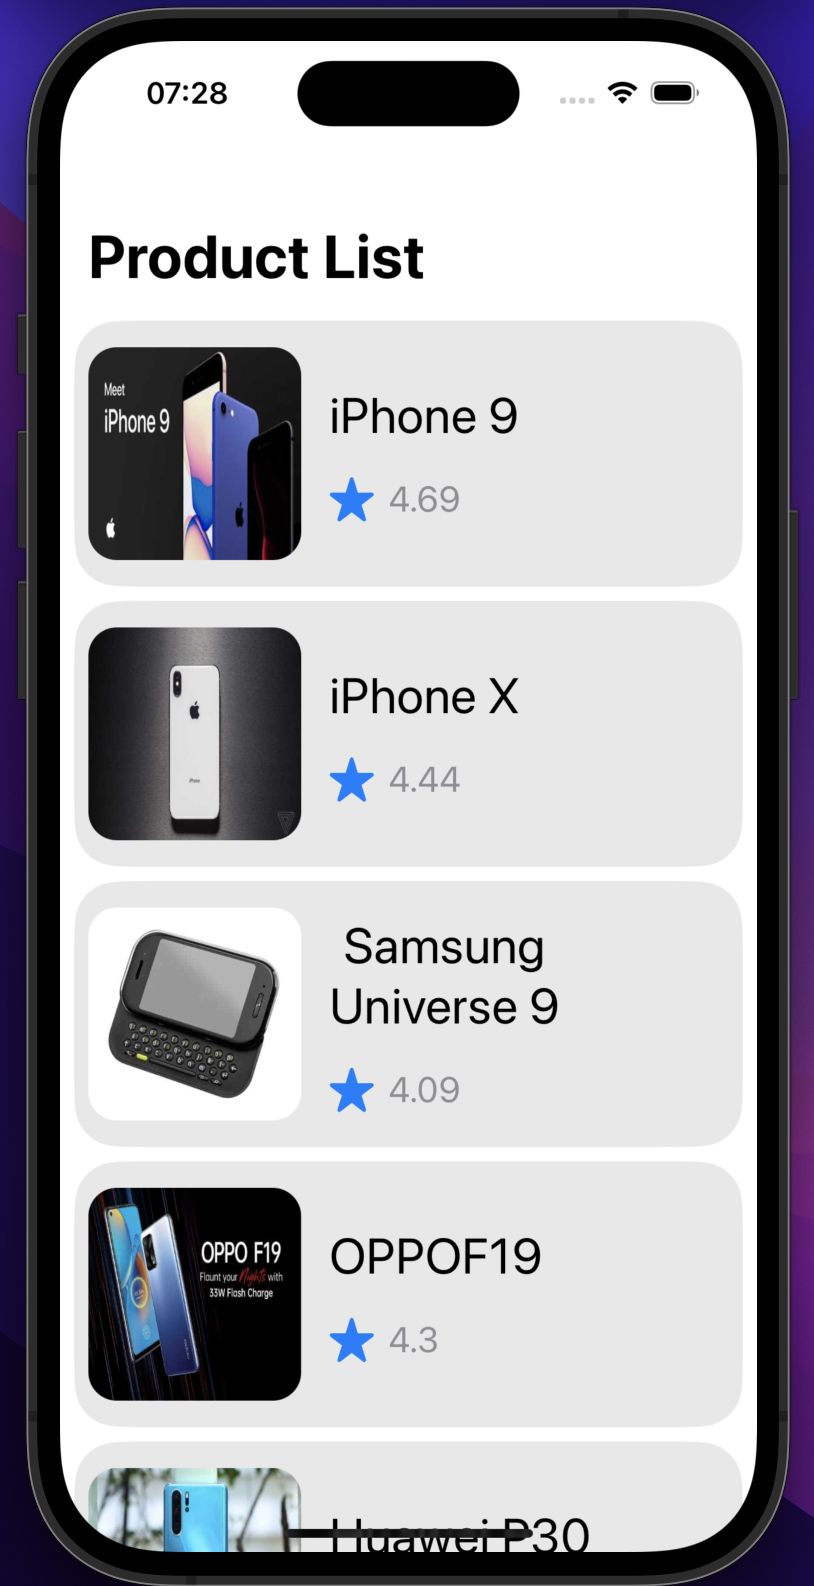 07:28
Product List
Meet
iPhone 9
iPhone 9
4.69
iPhone
iPhone X
4.44
Samsung
Universe 9
4.09
OPPO F19
Flaunt your Nights with
33W Flash Charge
OPPOF19
4.3
Huawei P30